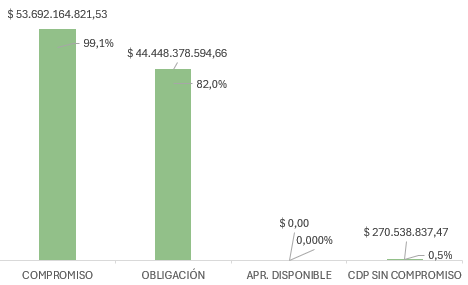 $ 53.692.164.821,53
99,1%
$ 44.448.378.594,66
82,0%
$ 0,00
0,000%
$ 270.538.837,47
0,5%
COMPROMISO
OBLIGACIÓN
APR. DISPONIBLE
CDP SIN COMPROMISO